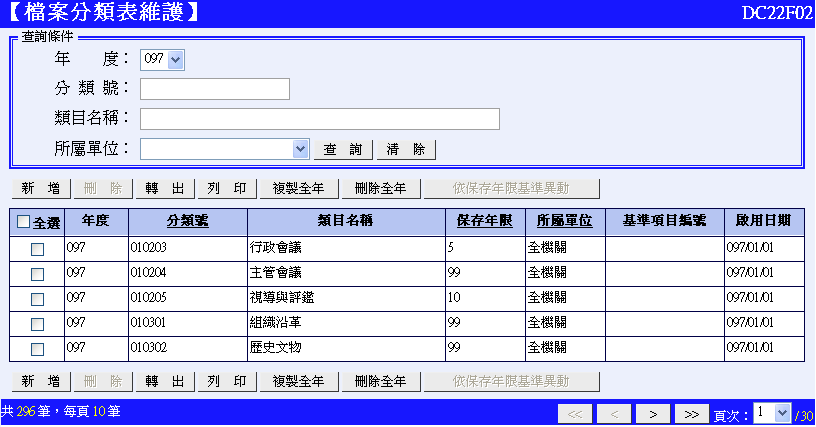 【檔案分類表維護】 DC22F02
查詢條件
年 度： 097
分 類 號：
類目名稱：
所屬單位： 查 詢 清 除
新 增 刪 除 轉 出 列 印 複製全年 刪除全年 依保存年限基準異動
全選 年度 分類號 類目名稱 保存年限 所屬單位 基準項目編號 啟用日期
097 010203 行政會議 5 全機關 097/01/01
097 010204 主管會議 99 全機關 097/01/01
097 010205 視導與評鑑 10 全機關 097/01/01
097 010301 組織沿革 99 全機關 097/01/01
097 010302 歷史文物 99 全機關 097/01/01
新 增 刪 除 轉 出 列 印 複製全年 刪除全年 依保存年限基準異動
共 296 筆，每頁 10 筆 << < > >> 頁次： 1 / 30